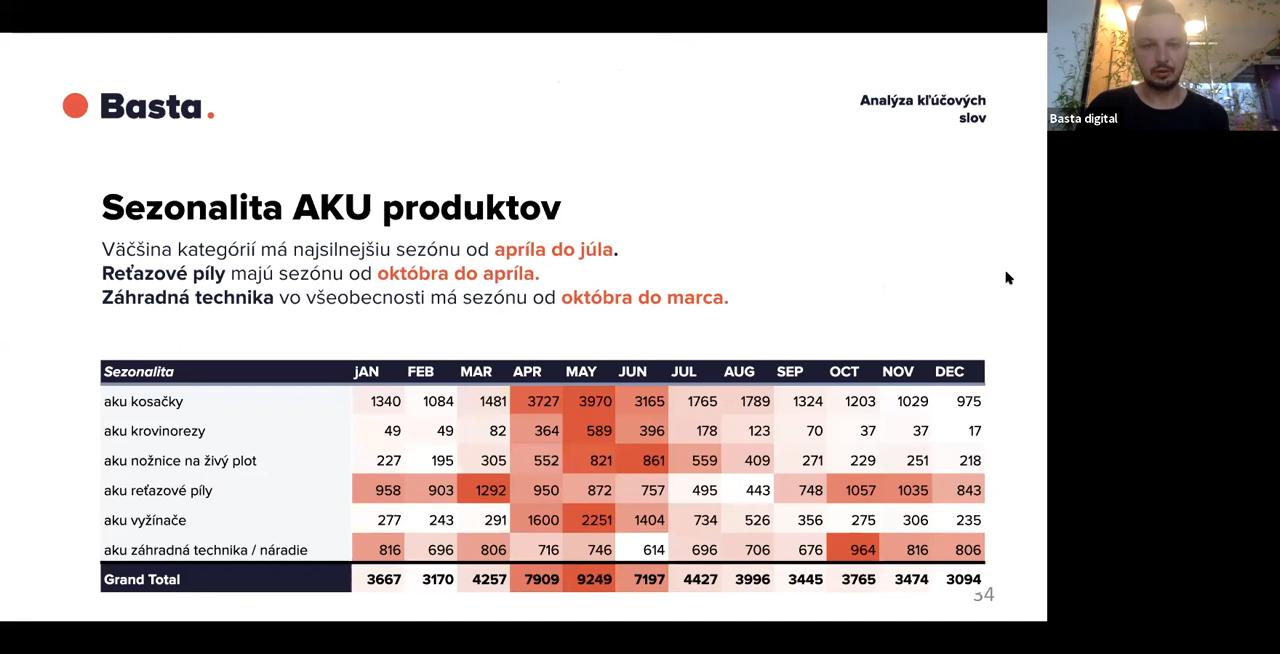 Basta.
Analýza kľúčových
slov
Basta digital
Sezonalita AKU produktov
Väčšina kategórií má najsilnejšiu sezónu od apríla do júla.
Reťazové píly majú sezónu od októbra do apríla.
Záhradná technika vo všeobecnosti má sezónu od októbra do marca.
Sezonalita jAN FEB MAR APR MAY JUN JUL AUG SEP OCT NOV DEC
aku kosačky 1340 1084 1481 3727 3970 3165 1765 1789 1324 1203 1029 975
aku krovinorezy 49 49 82 364 589 396 178 123 70 37 37 17
aku nožnice na živý plot 227 195 305 552 821 861 559 409 271 229 251 218
aku reťazové píly 958 903 1292 950 872 757 495 443 748 1057 1035 843
aku vyžínače 277 243 291 1600 2251 1404 734 526 356 275 306 235
aku záhradná technika / náradie 816 696 806 716 746 614 696 706 676 964 816 806
Grand Total 3667 3170 4257 7909 9249 7197 4427 3996 3445 3765 3474 3094
34